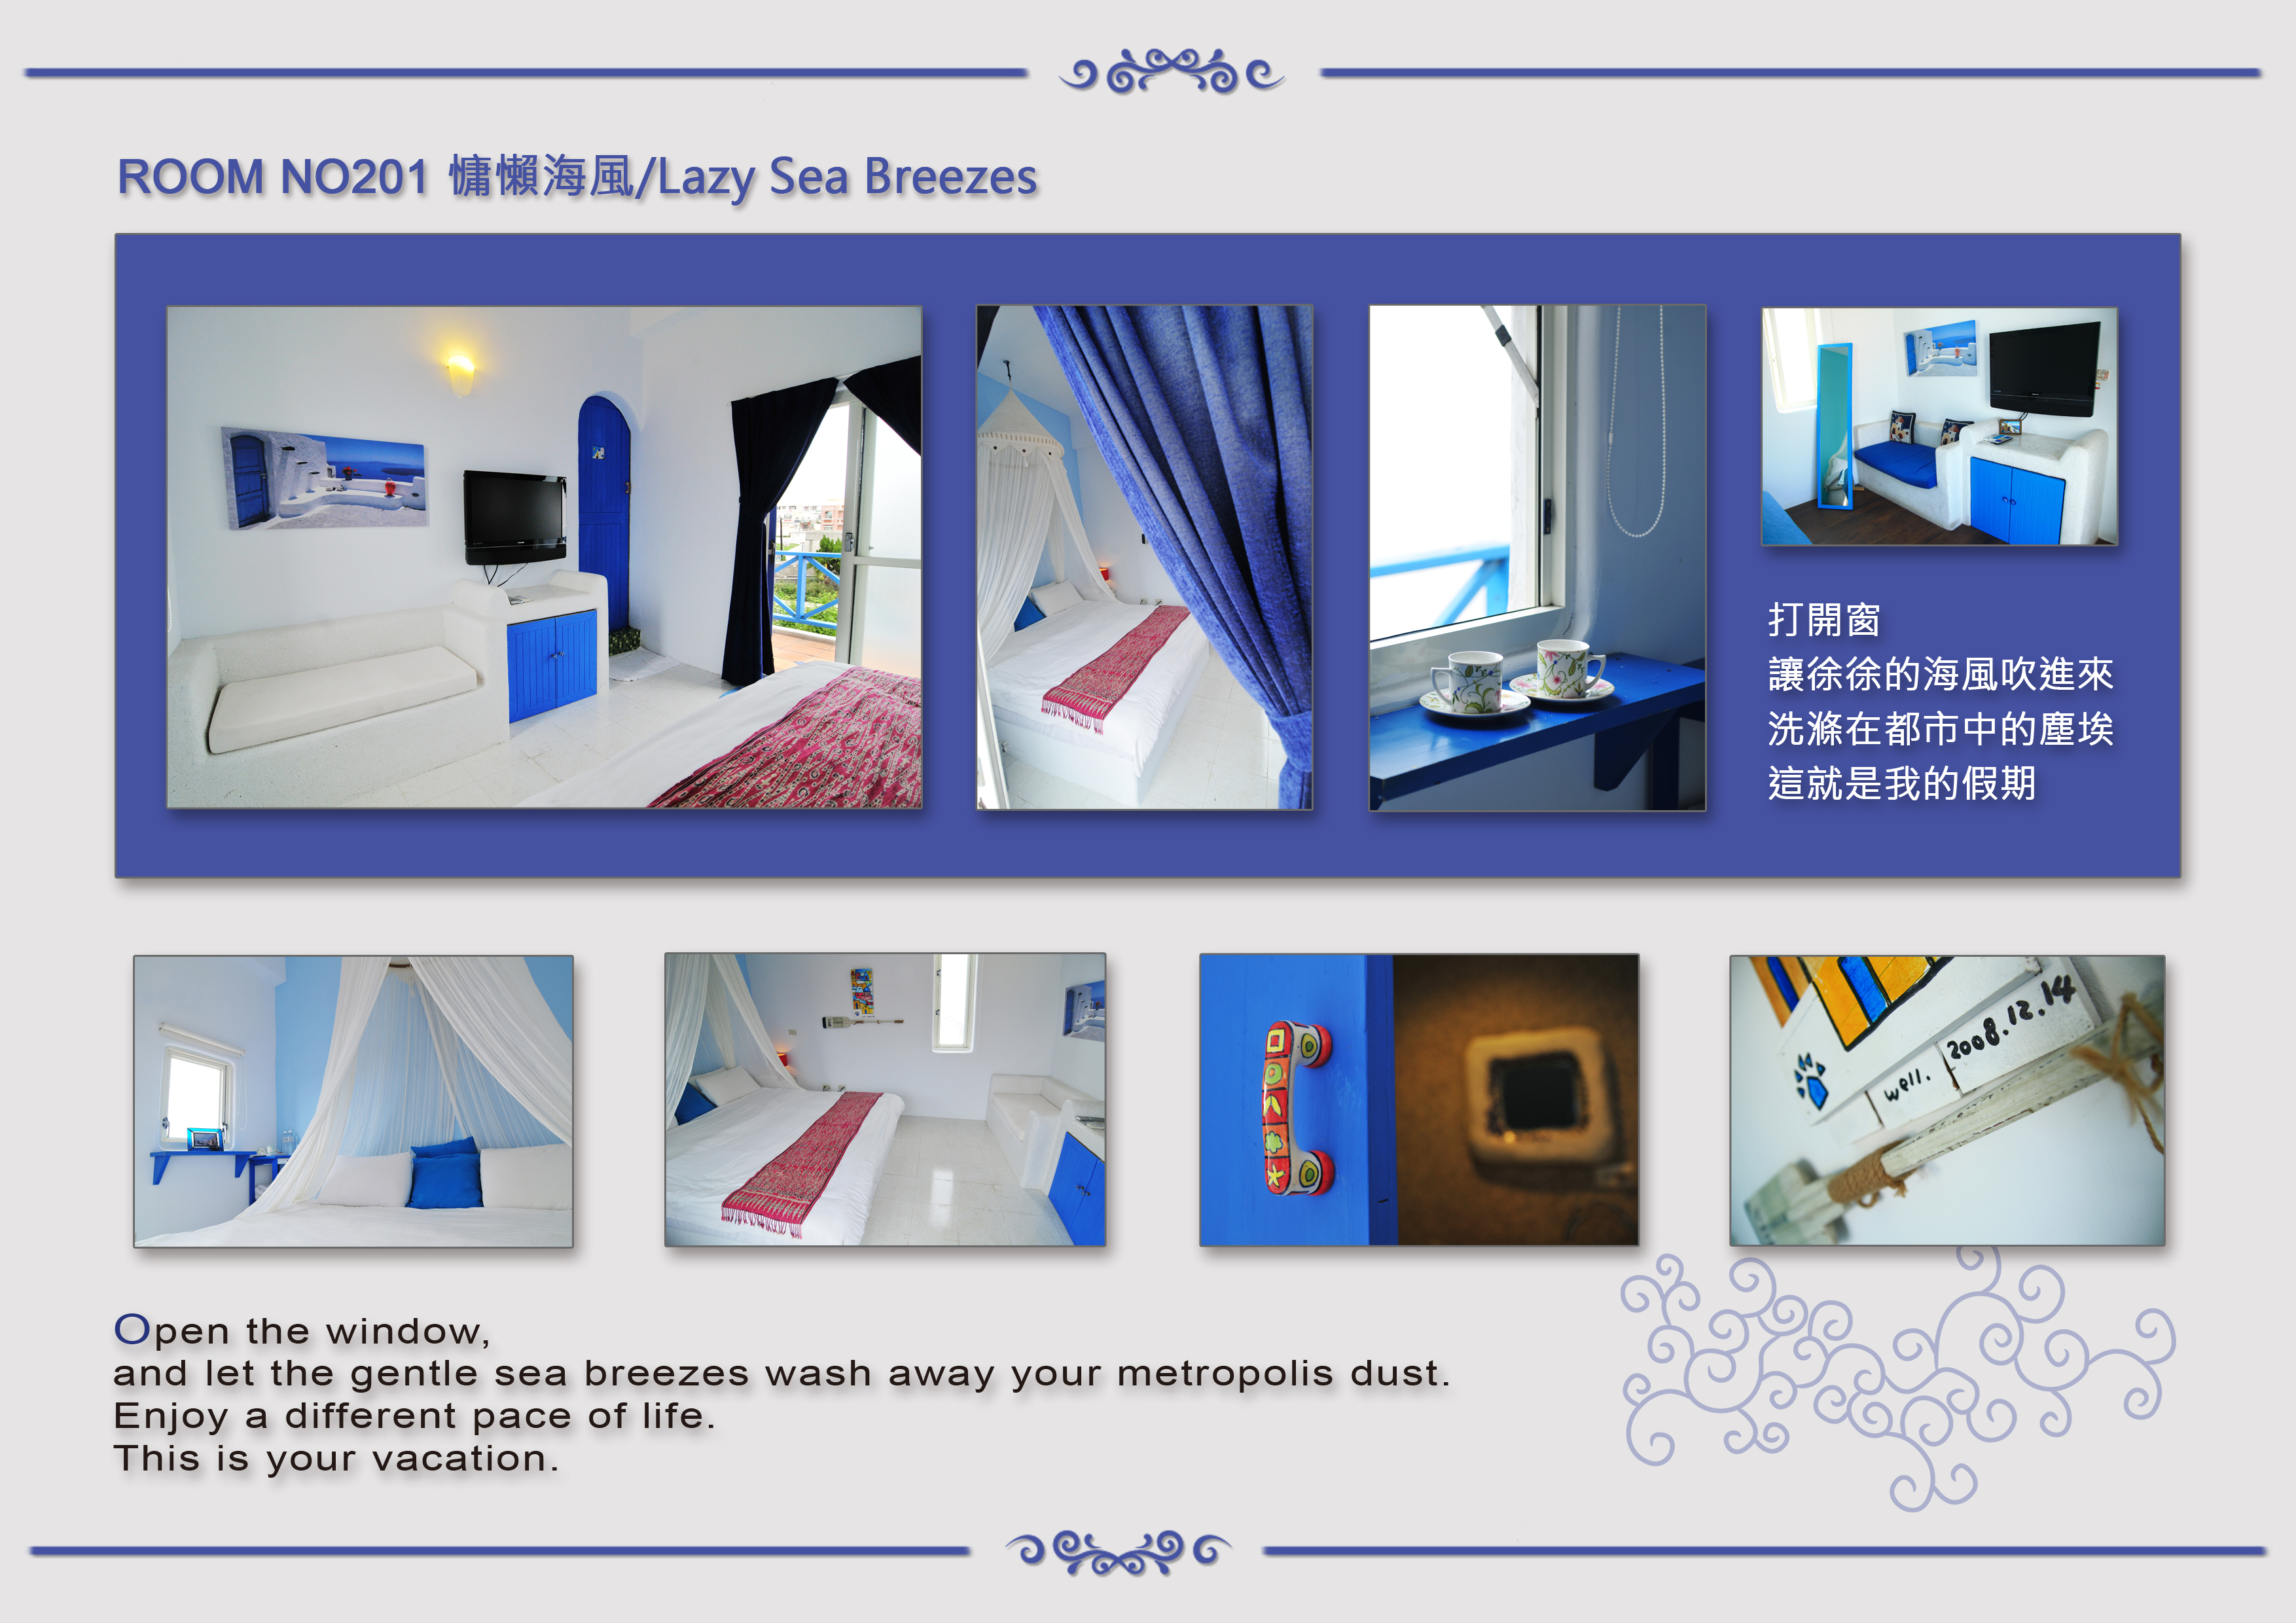 ROOM NO201 慵懶海風/Lazy Sea Breezes
打開窗
讓徐徐的海風吹進來
洗滌在都市中的塵埃
這就是我的假期
well.
2008.12.14
Open the window,
and let the gentle sea breezes wash away your metropolis dust.
Enjoy a different pace of life.
This is your vacation.